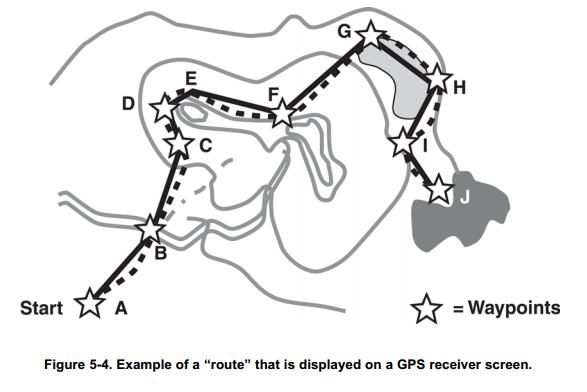 G
H
E
D
F
C
I
J
B
Start A
= Waypoints
Figure 5-4. Example of a “route” that is displayed on a GPS receiver screen.